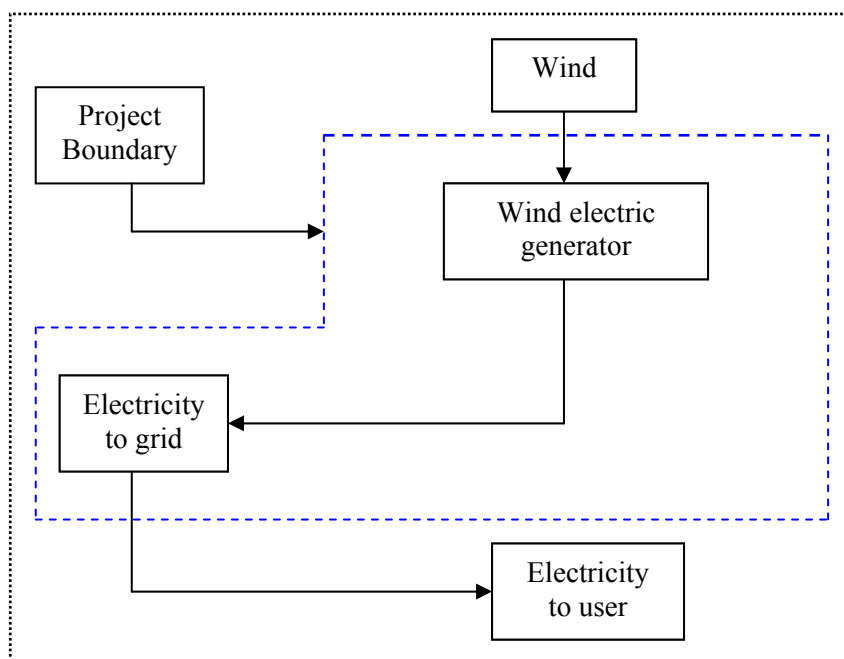 Wind
Project
Boundary
Wind electric
generator
Electricity
to grid
Electricity
to user